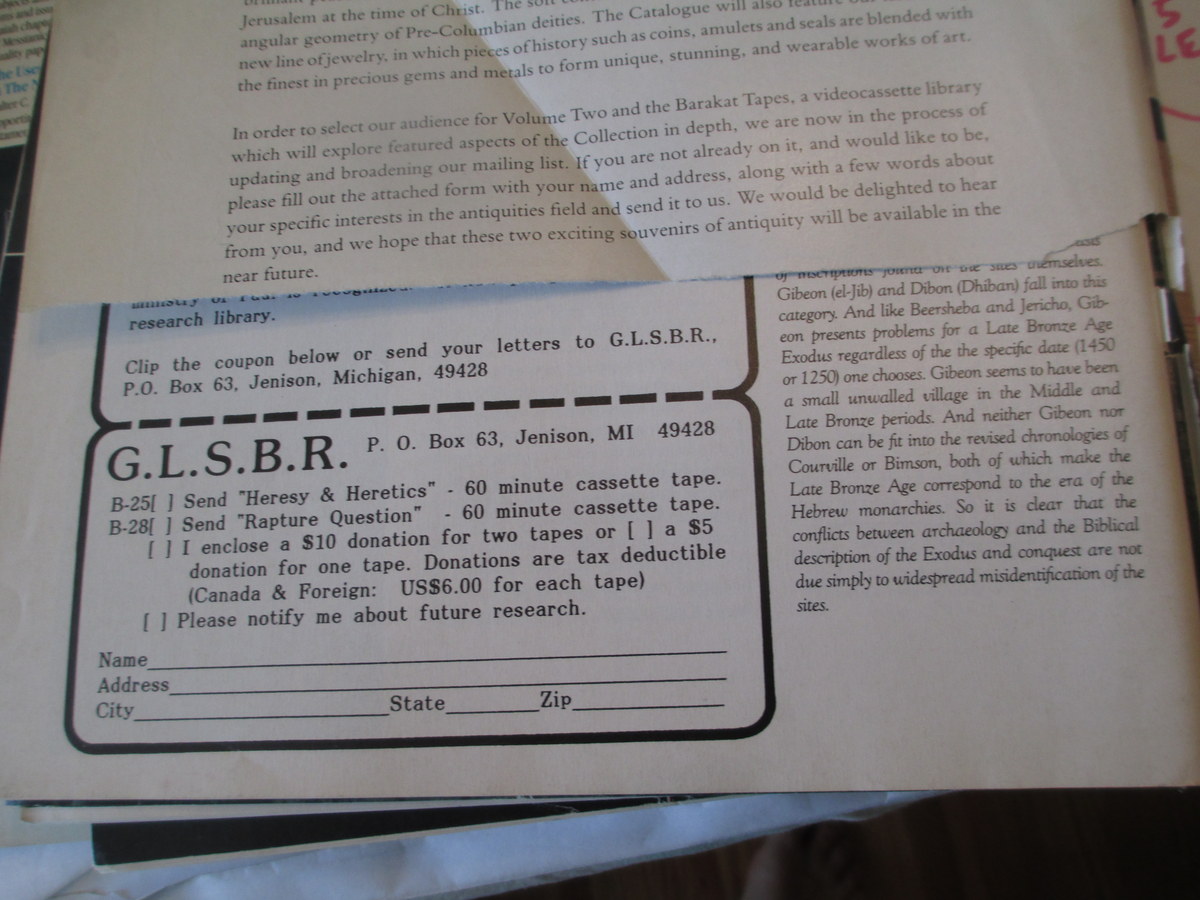 Jerusalem at the time of Christ. The soft
angular geometry of Pre-Columbian deities. The Catalogue will also feature our
new line of jewelry, in which pieces of history such as coins, amulets and seals are blended with
the finest in precious gems and metals to form unique, stunning, and wearable works of art.
In order to select our audience for Volume Two and the Barakat Tapes, a videocassette library
which will explore featured aspects of the Collection in depth, we are now in the process of
updating and broadening our mailing list. If you are not already on it, and would like to be,
please fill out the attached form with your name and address, along with a few words about
your specific interests in the antiquities field and send it to us. We would be delighted to hear
from you, and we hope that these two exciting souvenirs of antiquity will be available in the
near future.
research library.
Clip the coupon below or send your letters to G.L.S.B.R.,
P.O. Box 63, Jenison, Michigan, 49428
G.L.S.B.R. P. O. Box 63, Jenison, MI 49428
B-25[ ] Send "Heresy & Heretics" - 60 minute cassette tape.
B-28[ ] Send "Rapture Question" - 60 minute cassette tape.
[ ] I enclose a $10 donation for two tapes or [ ] a $5
donation for one tape. Donations are tax deductible
(Canada & Foreign: US$6.00 for each tape)
[ ] Please notify me about future research.
Name
Address
City State Zip
of inscriptions found on the sites themselves.
Gibeon (el-Jib) and Dibon (Dhiban) fall into this
category. And like Beersheba and Jericho, Gib-
eon presents problems for a Late Bronze Age
Exodus regardless of the the specific date (1450
or 1250) one chooses. Gibeon seems to have been
a small unwalled village in the Middle and
Late Bronze periods. And neither Gibeon nor
Dibon can be fit into the revised chronologies of
Courville or Bimson, both of which make the
Late Bronze Age correspond to the era of the
Hebrew monarchies. So it is clear that the
conflicts between archaeology and the Biblical
description of the Exodus and conquest are not
due simply to widespread misidentification of the
sites.
5
LE